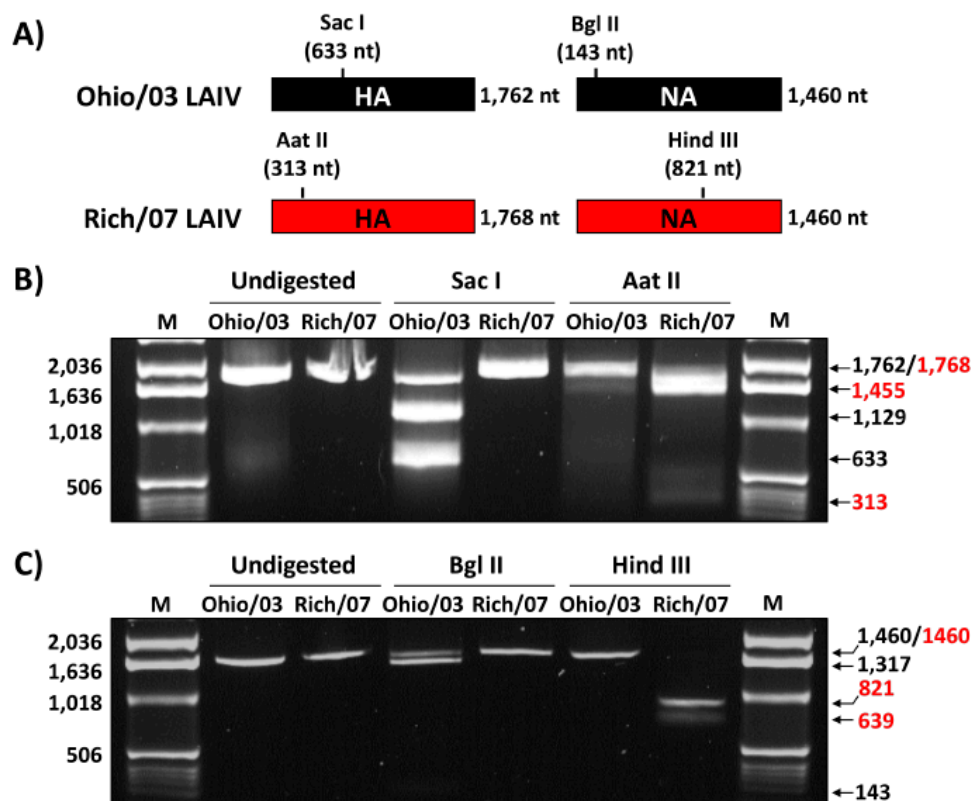 A)
Sac I
(633 nt)
Bgl II
(143 nt)
Ohio/03 LAIV HA 1,762 nt NA 1,460 nt
Aat II
(313 nt)
Hind III
(821 nt)
Rich/07 LAIV HA 1,768 nt NA 1,460 nt
B)
Undigested Sac I Aat II
M Ohio/03 Rich/07 Ohio/03 Rich/07 Ohio/03 Rich/07 M
2,036
1,636
1,018
506
1,762/1,768
1,455
1,129
633
313
C)
Undigested Bgl II Hind III
M Ohio/03 Rich/07 Ohio/03 Rich/07 Ohio/03 Rich/07 M
2,036
1,636
1,018
506
1,460/1460
1,317
821
639
143